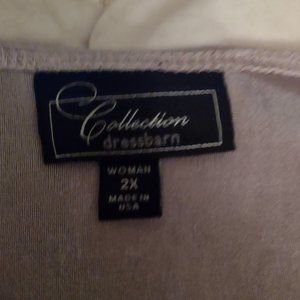 Collection
dressbarn
WOMAN
2X
MADE IN
USA